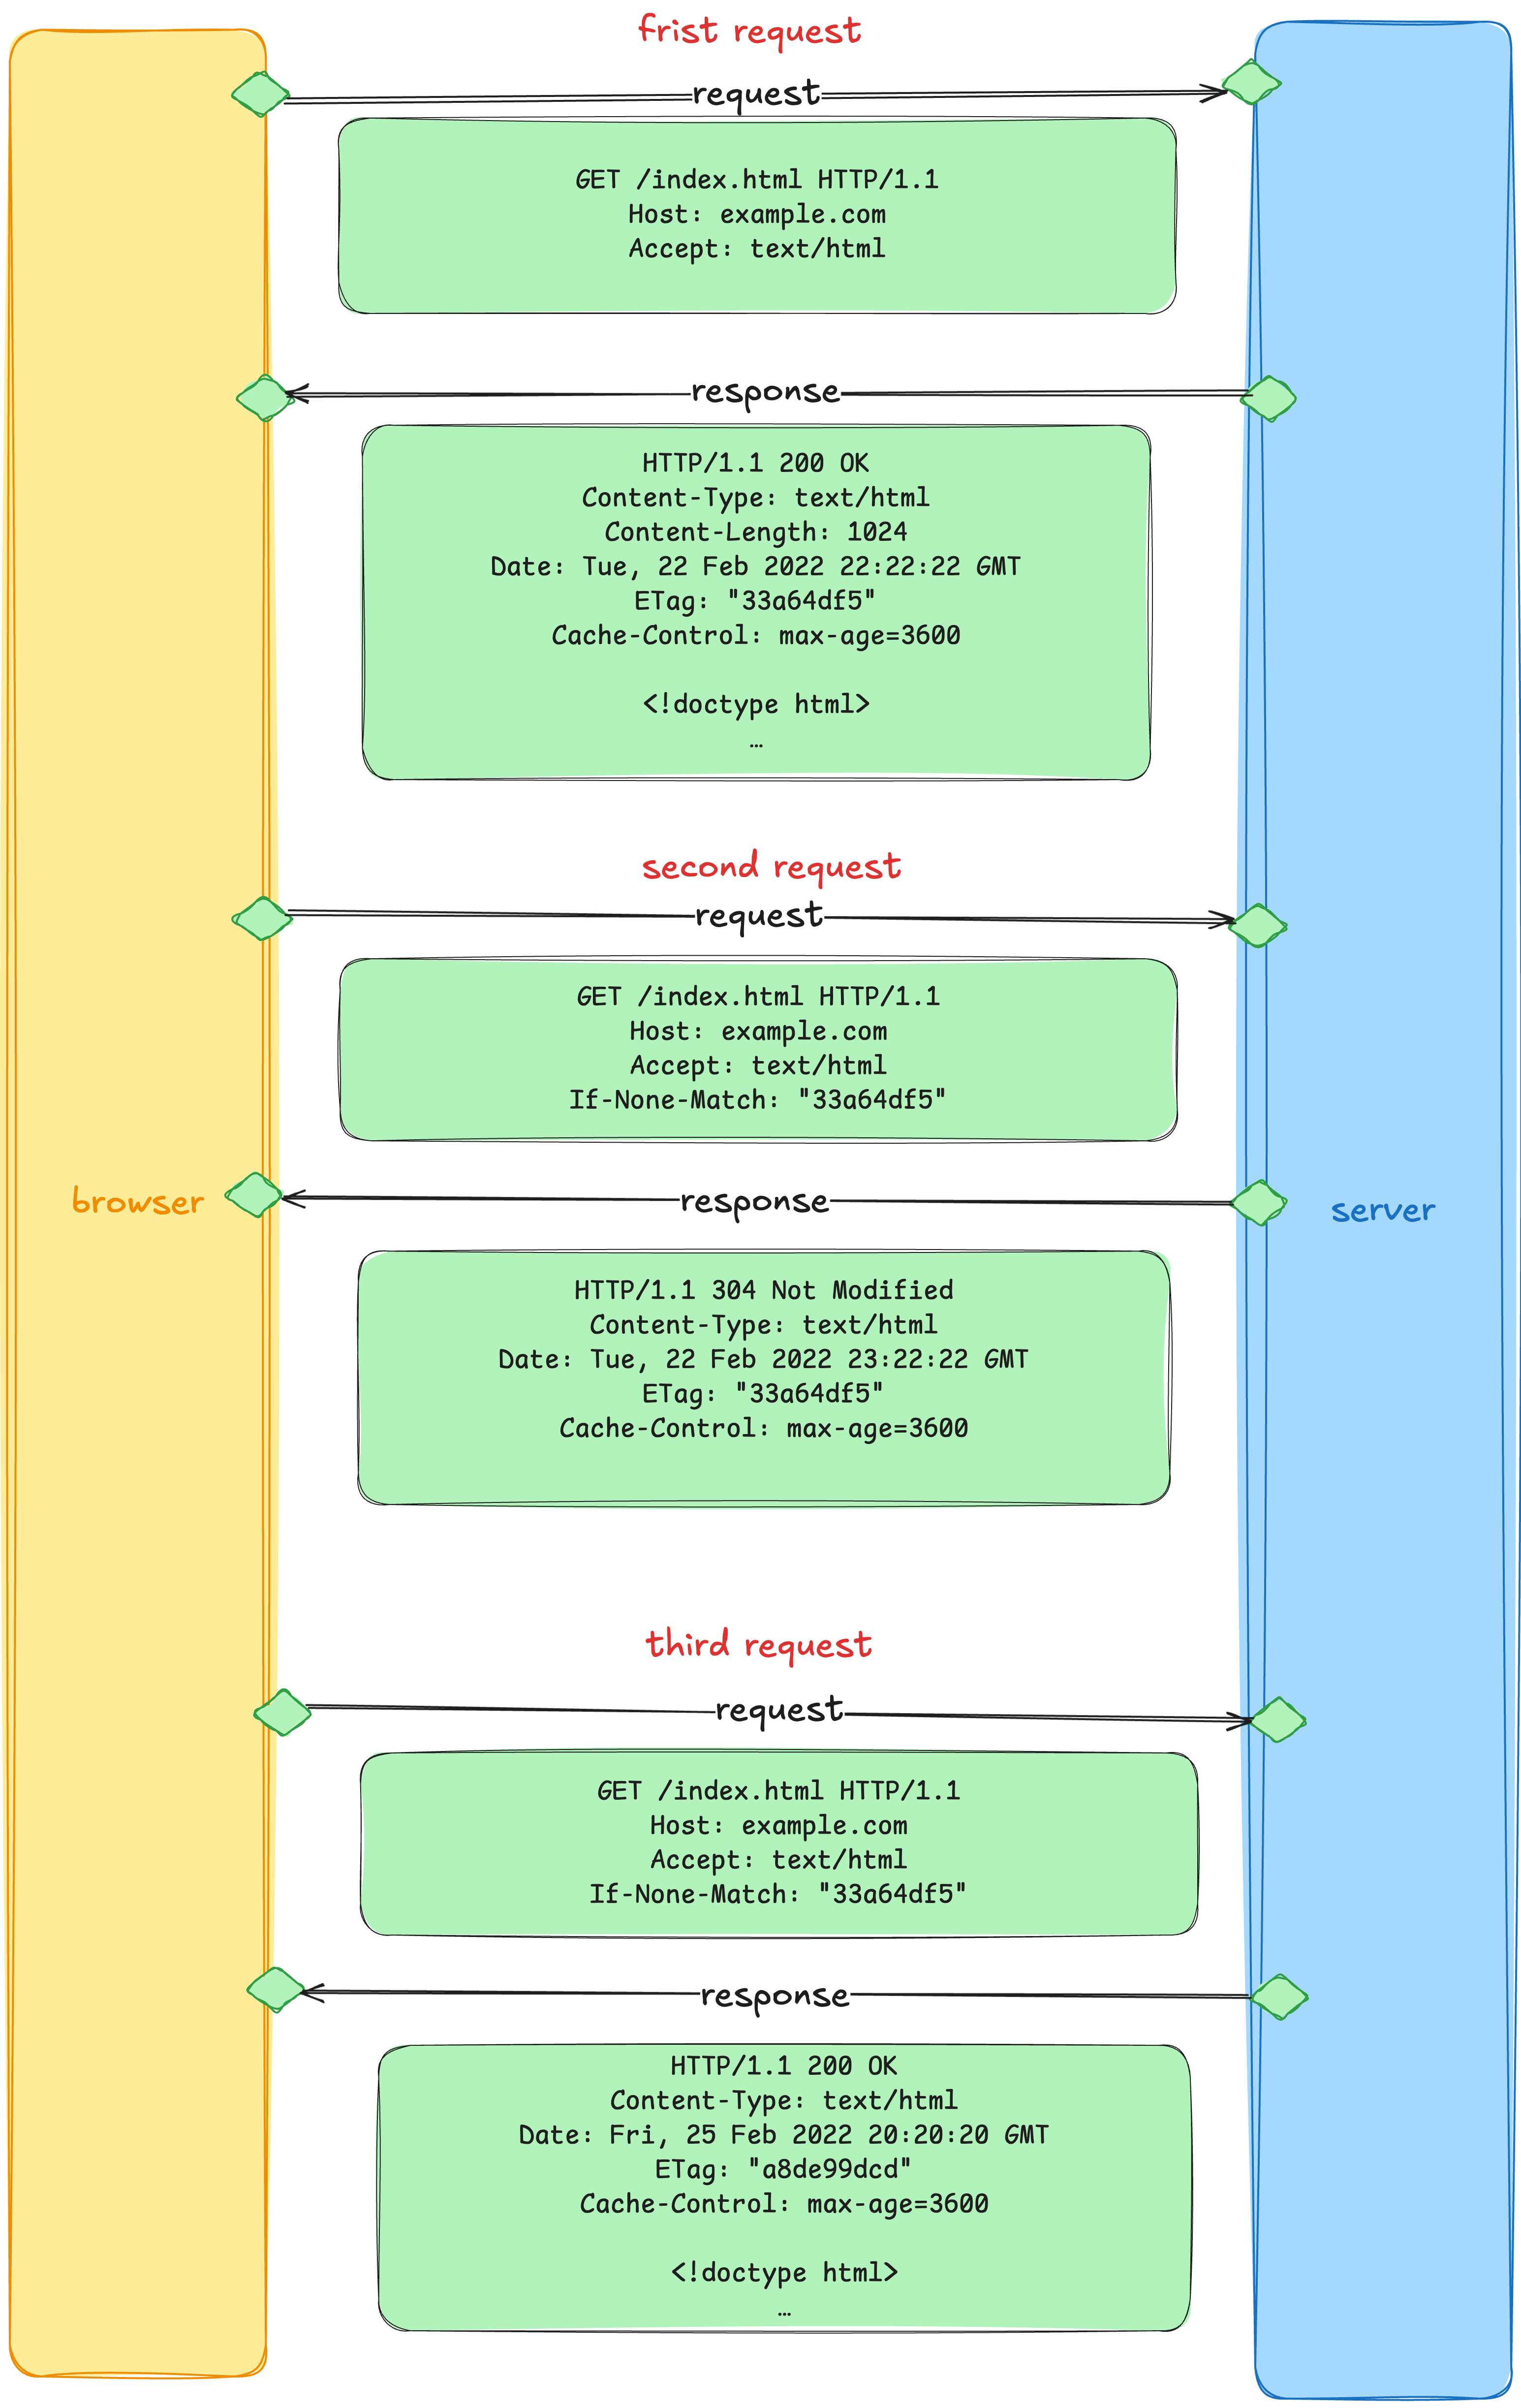 frist request
request
GET /index.html HTTP/1.1
Host: example.com
Accept: text/html
response
HTTP/1.1 200 OK
Content-Type: text/html
Content-Length: 1024
Date: Tue, 22 Feb 2022 22:22:22 GMT
ETag: "33a64df5"
Cache-Control: max-age=3600
<!doctype html>
…
second request
request
GET /index.html HTTP/1.1
Host: example.com
Accept: text/html
If-None-Match: "33a64df5"
browser
response
server
HTTP/1.1 304 Not Modified
Content-Type: text/html
Date: Tue, 22 Feb 2022 23:22:22 GMT
ETag: "33a64df5"
Cache-Control: max-age=3600
third request
request
GET /index.html HTTP/1.1
Host: example.com
Accept: text/html
If-None-Match: "33a64df5"
response
HTTP/1.1 200 OK
Content-Type: text/html
Date: Fri, 25 Feb 2022 20:20:20 GMT
ETag: "a8de99dcd"
Cache-Control: max-age=3600
<!doctype html>
…